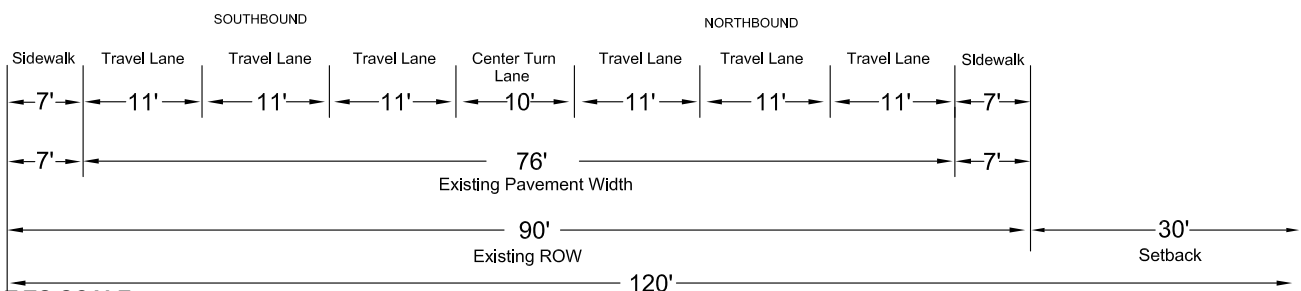 SOUTHBOUND NORTHBOUND
Sidewalk Travel Lane Travel Lane Travel Lane Center Turn Lane Travel Lane Travel Lane Travel Lane SIdewalk
7' 11' 11' 11' 10' 11' 11' 11' 7'
7' 76' 7'
Existing Pavement Width
90' 30'
Existing ROW Setback
120'